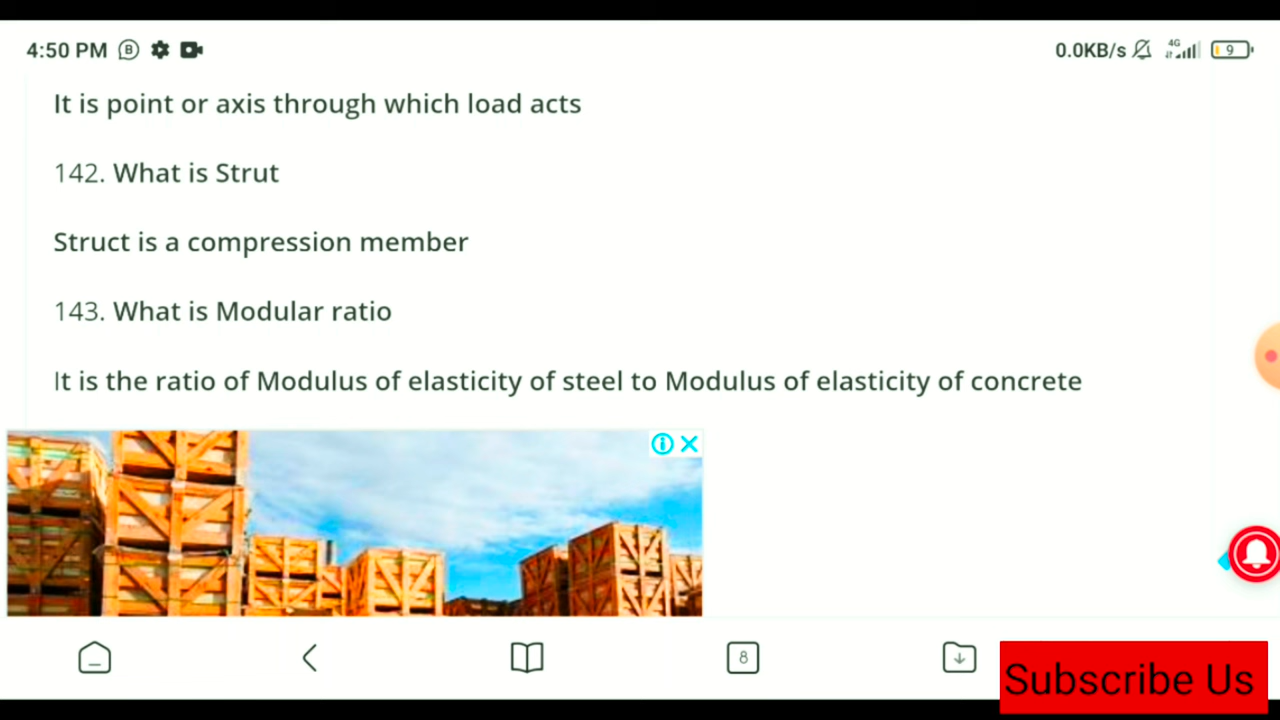 4:50 PM B 0.0KB/s 4G 9
It is point or axis through which load acts
142. What is Strut
Struct is a compression member
143. What is Modular ratio
It is the ratio of Modulus of elasticity of steel to Modulus of elasticity of concrete
8
Subscribe Us